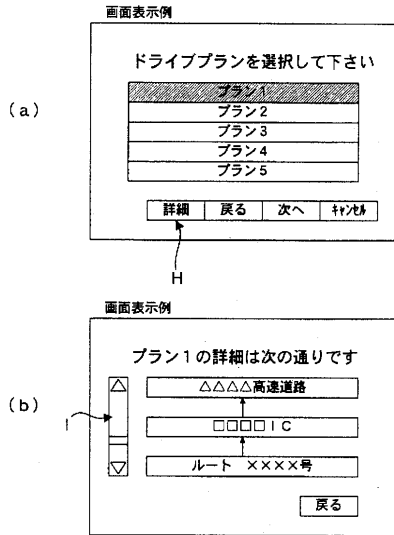 画面表示例
(a)
ドライブプランを選択して下さい
プラン1
プラン2
プラン3
プラン4
プラン5
詳細 戻る 次へ キャンセル
H
画面表示例
(b)
プラン1の詳細は次の通りです
△△△△高速道路
I
□□□□IC
ルート ××××号
戻る